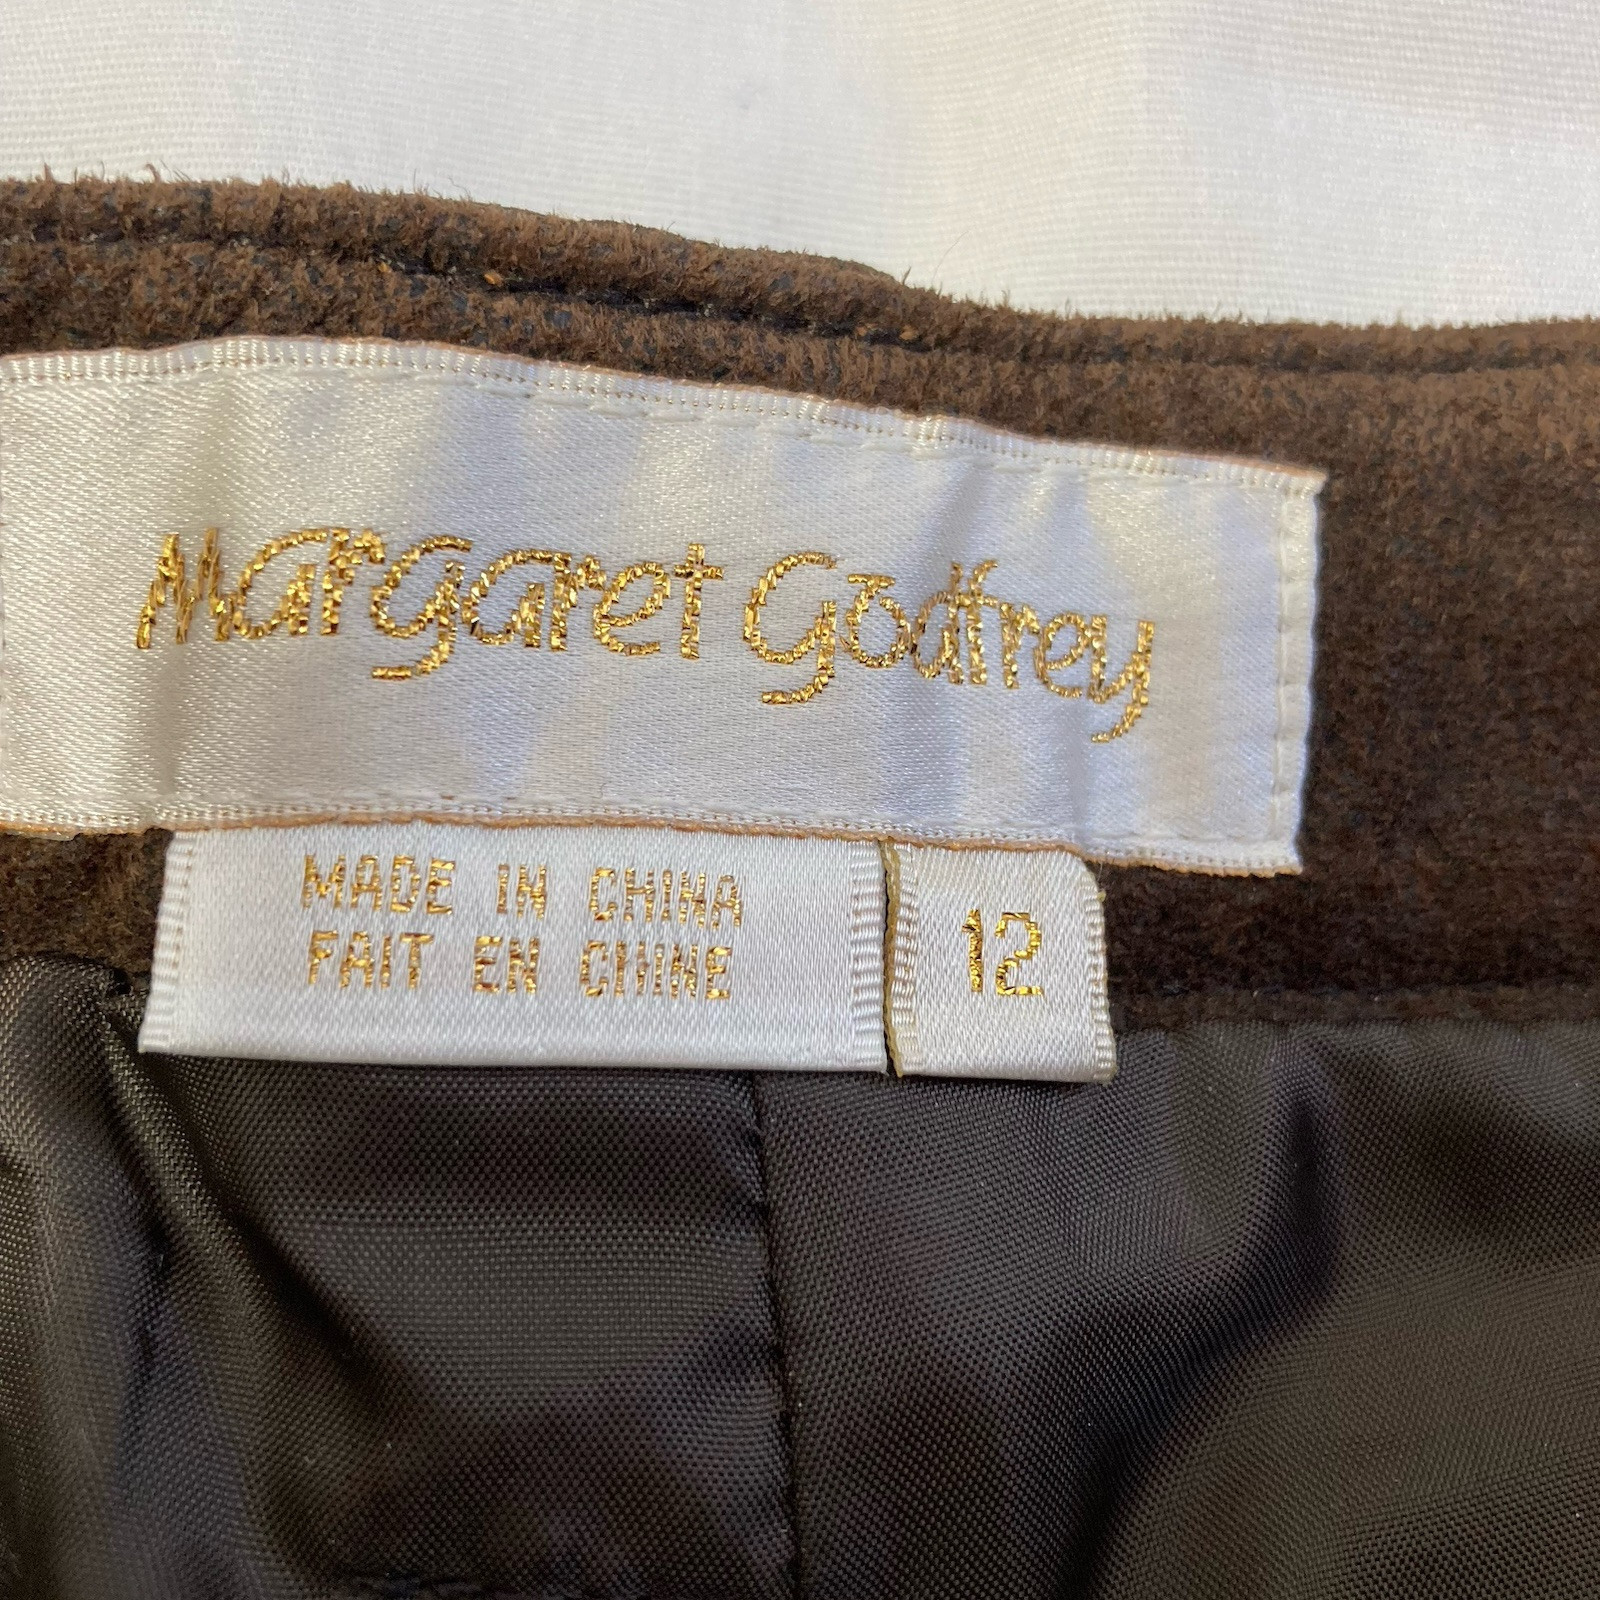 Margaret Godfrey
MADE IN CHINA
FAIT EN CHINE
12